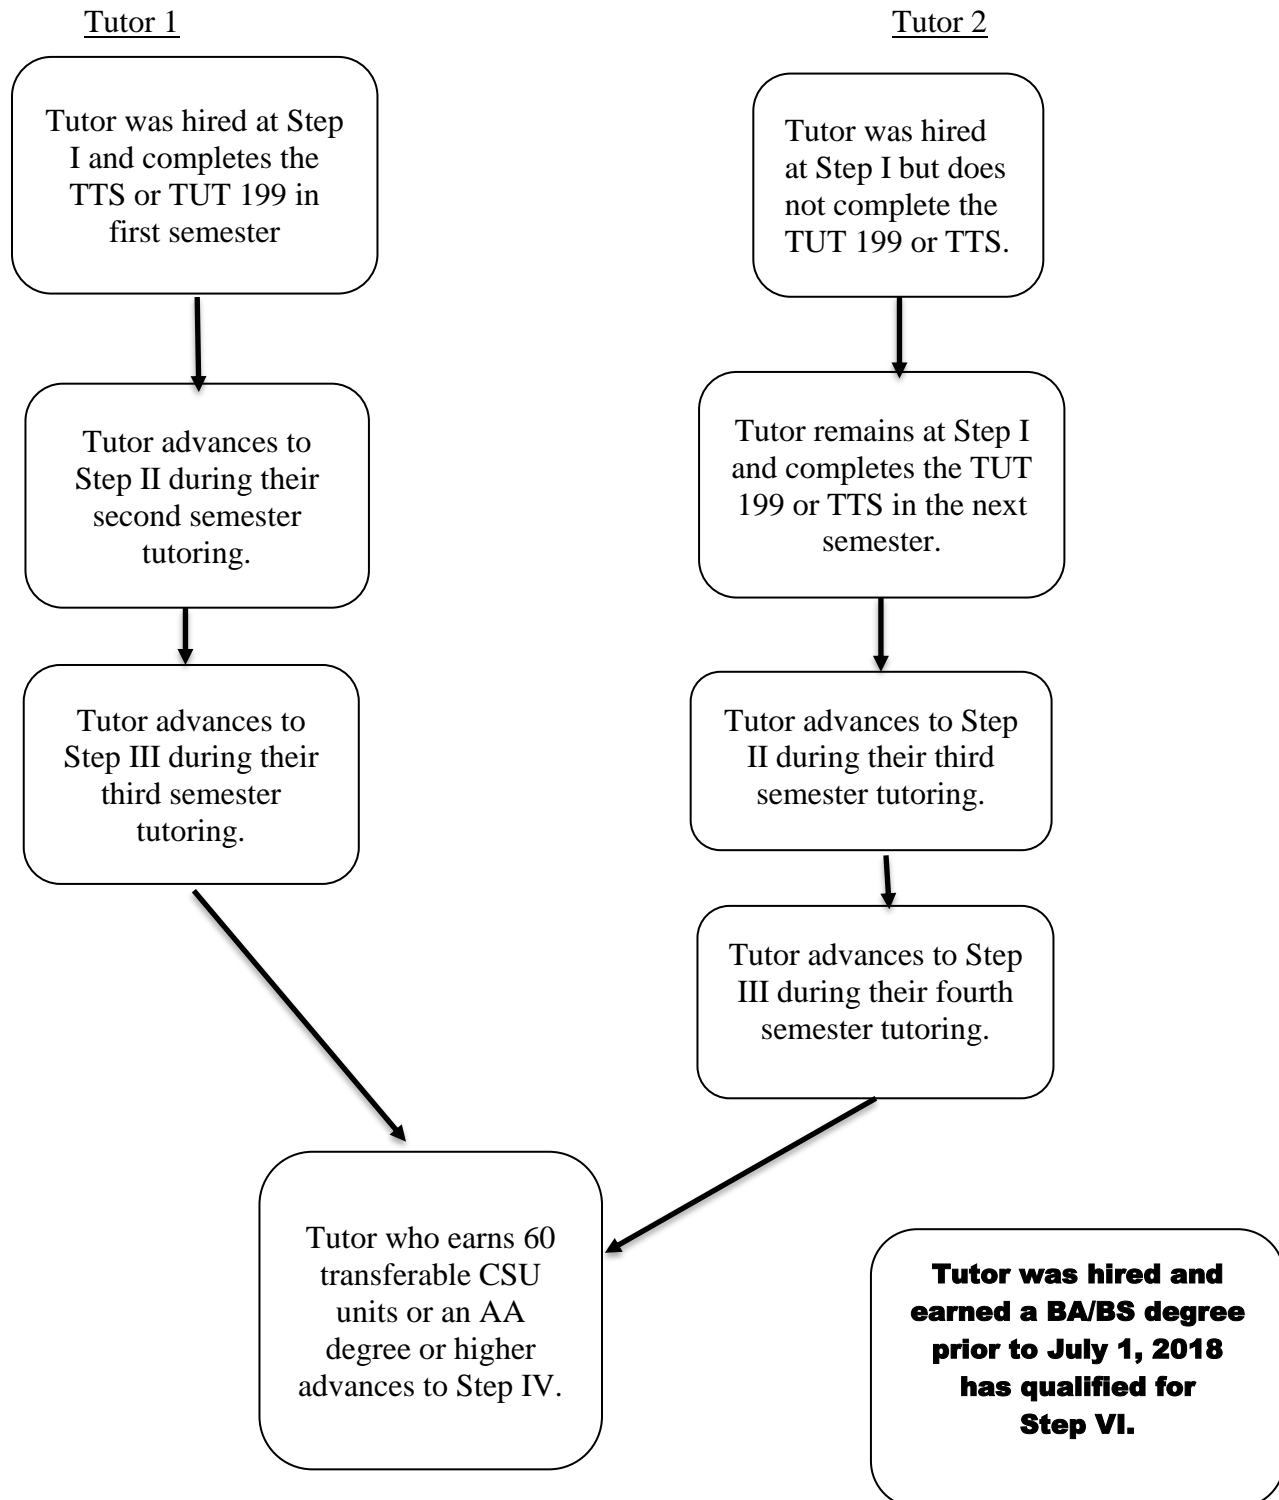 Tutor 1
Tutor 2
Tutor was hired at Step
I and completes the
TTS or TUT 199 in
first semester
Tutor was hired
at Step I but does
not complete the
TUT 199 or TTS.
Tutor advances to
Step II during their
second semester
tutoring.
Tutor remains at Step I
and completes the TUT
199 or TTS in the next
semester.
Tutor advances to
Step III during their
third semester
tutoring.
Tutor advances to Step
II during their third
semester tutoring.
Tutor advances to Step
III during their fourth
semester tutoring.
Tutor who earns 60
transferable CSU
units or an AA
degree or higher
advances to Step IV.
Tutor was hired and
earned a BA/BS degree
prior to July 1, 2018
has qualified for
Step VI.